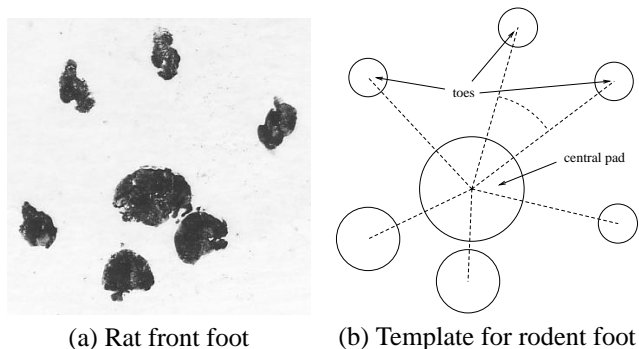 toes
central pad
(a) Rat front foot
(b) Template for rodent foot